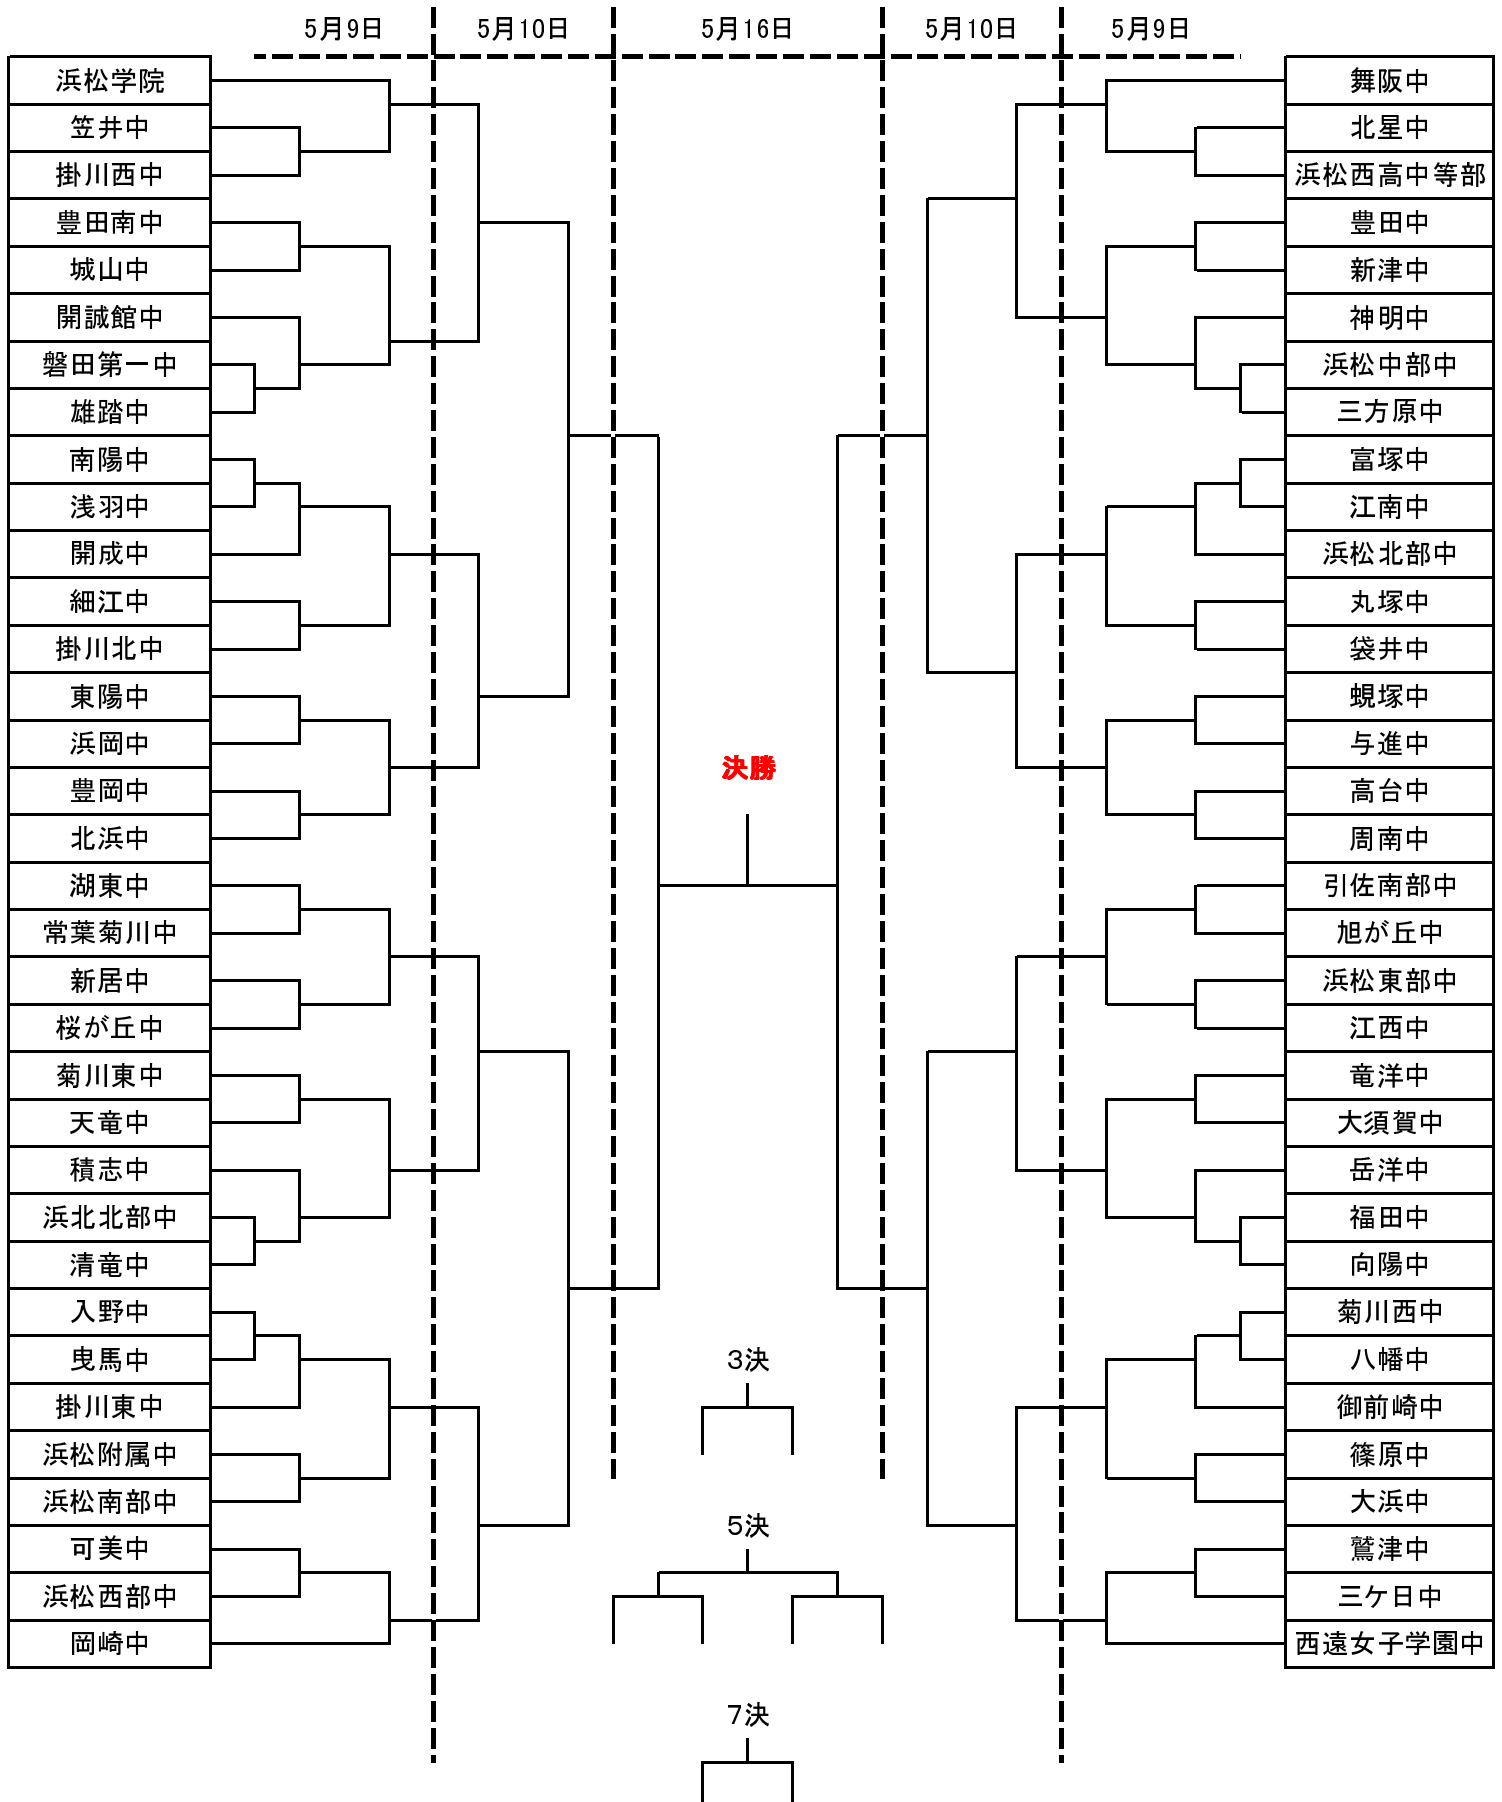 5月9日
5月10日
5月16日
5月10日
5月9日
浜松学院
笠井中
掛川西中
豊田南中
城山中
開誠館中
磐田第一中
雄踏中
南陽中
浅羽中
開成中
細江中
掛川北中
東陽中
浜岡中
豊岡中
北浜中
湖東中
常葉菊川中
新居中
桜が丘中
菊川東中
天竜中
積志中
浜北北部中
清竜中
入野中
曳馬中
掛川東中
浜松附属中
浜松南部中
可美中
浜松西部中
岡崎中
決勝
3決
5決
7決
舞阪中
北星中
浜松西高中等部
豊田中
新津中
神明中
浜松中部中
三方原中
富塚中
江南中
浜松北部中
丸塚中
袋井中
蜆塚中
与進中
高台中
周南中
引佐南部中
旭が丘中
浜松東部中
江西中
竜洋中
大須賀中
岳洋中
福田中
向陽中
菊川西中
八幡中
御前崎中
篠原中
大浜中
鷲津中
三ケ日中
西遠女子学園中